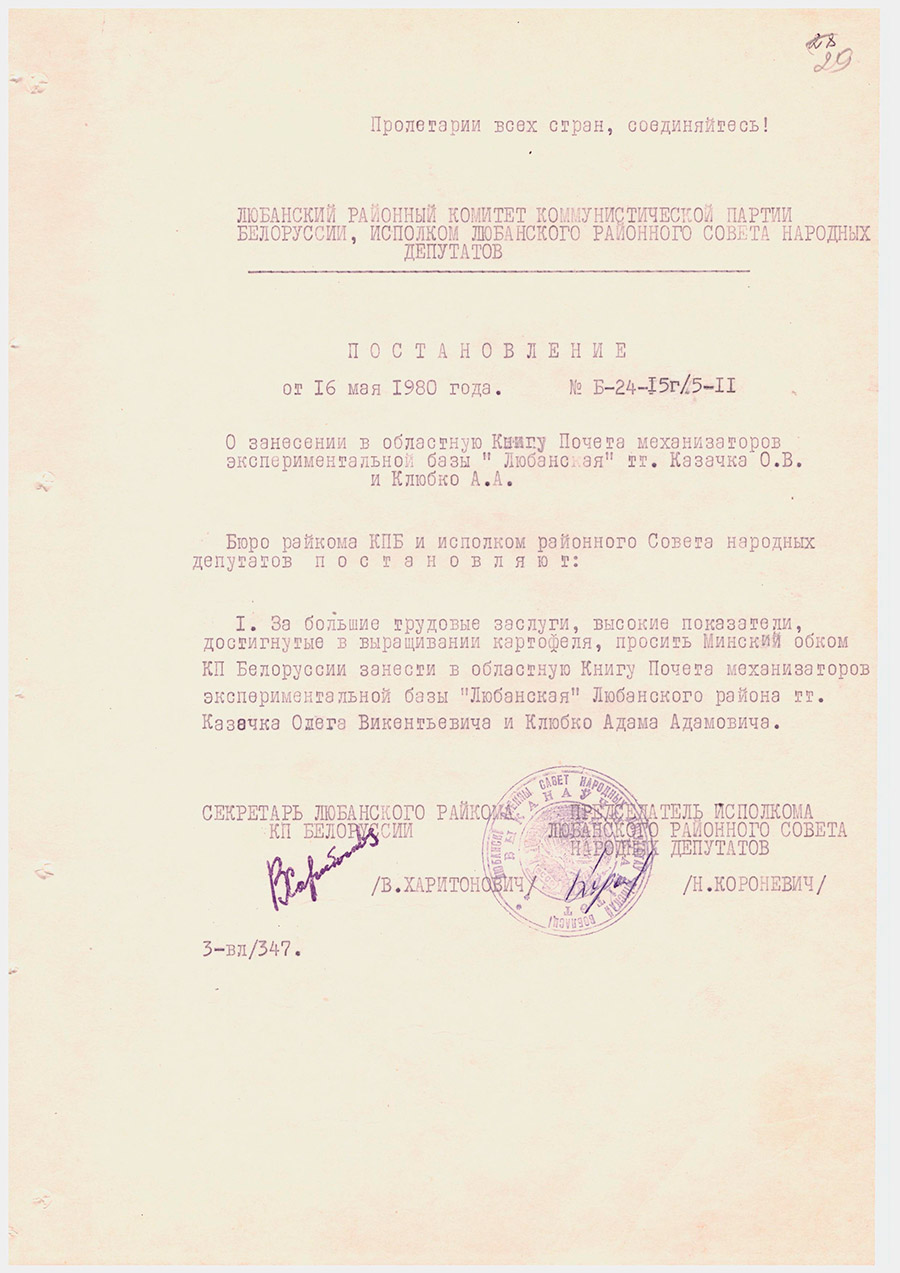 28
29
Пролетарии всех стран, соединяйтесь!
ЛЮБАНСКИЙ РАЙОННЫЙ КОМИТЕТ КОММУНИСТИЧЕСКОЙ ПАРТИИ
БЕЛОРУССИИ, ИСПОЛКОМ ЛЮБАНСКОГО РАЙОННОГО СОВЕТА НАРОДНЫХ
ДЕПУТАТОВ
П О С Т А Н О В Л Е Н И Е
от 16 мая 1980 года. № Б-24-15г/5-11
О занесении в областную Книгу Почета механизаторов
экспериментальной базы " Любанская" тт. Казачка О.В.
и Клюбко А.А.
Бюро райкома КПБ и исполком районного Совета народных
депутатов п о с т а н о в л я ю т:
I. За большие трудовые заслуги, высокие показатели,
достигнутые в выращивании картофеля, просить Минский обком
КП Белоруссии занести в областную Книгу Почета механизаторов
экспериментальной базы "Любанская" Любанского района тт.
Казачка Олега Викентьевича и Клюбко Адама Адамовича.
СЕКРЕТАРЬ ЛЮБАНСКОГО РАЙКОМА ПРЕДСЕДАТЕЛЬ ИСПОЛКОМА
КП БЕЛОРУССИИ ЛЮБАНСКОГО РАЙОННОГО СОВЕТА
НАРОДНЫХ ДЕПУТАТОВ
/В.ХАРИТОНОВИЧ/ /Н.КОРОНЕВИЧ/
3-вл/347.